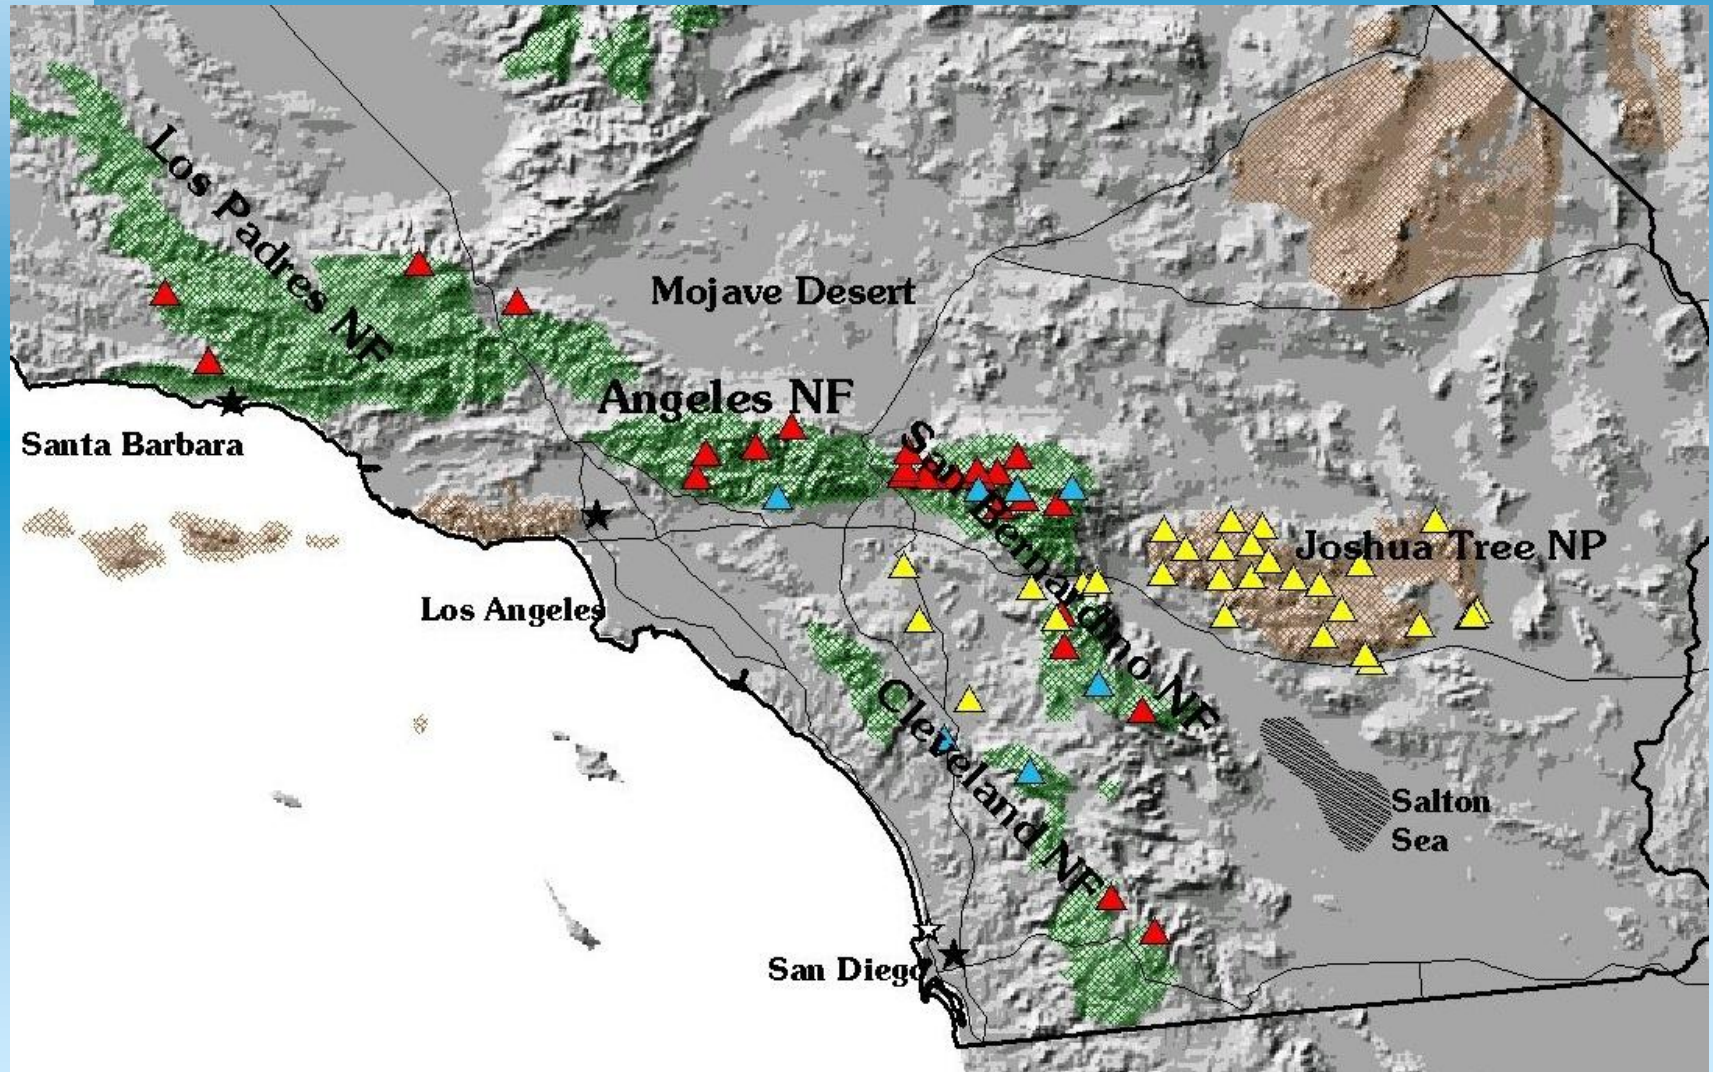 Los Padres NF
Mojave Desert
Angeles NF
Santa Barbara
San Bernardino NF
Joshua Tree NP
Los Angeles
Cleveland NF
Salton
Sea
San Diego